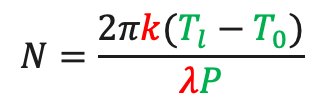 N = 2πk(T_l − T_0) / λP